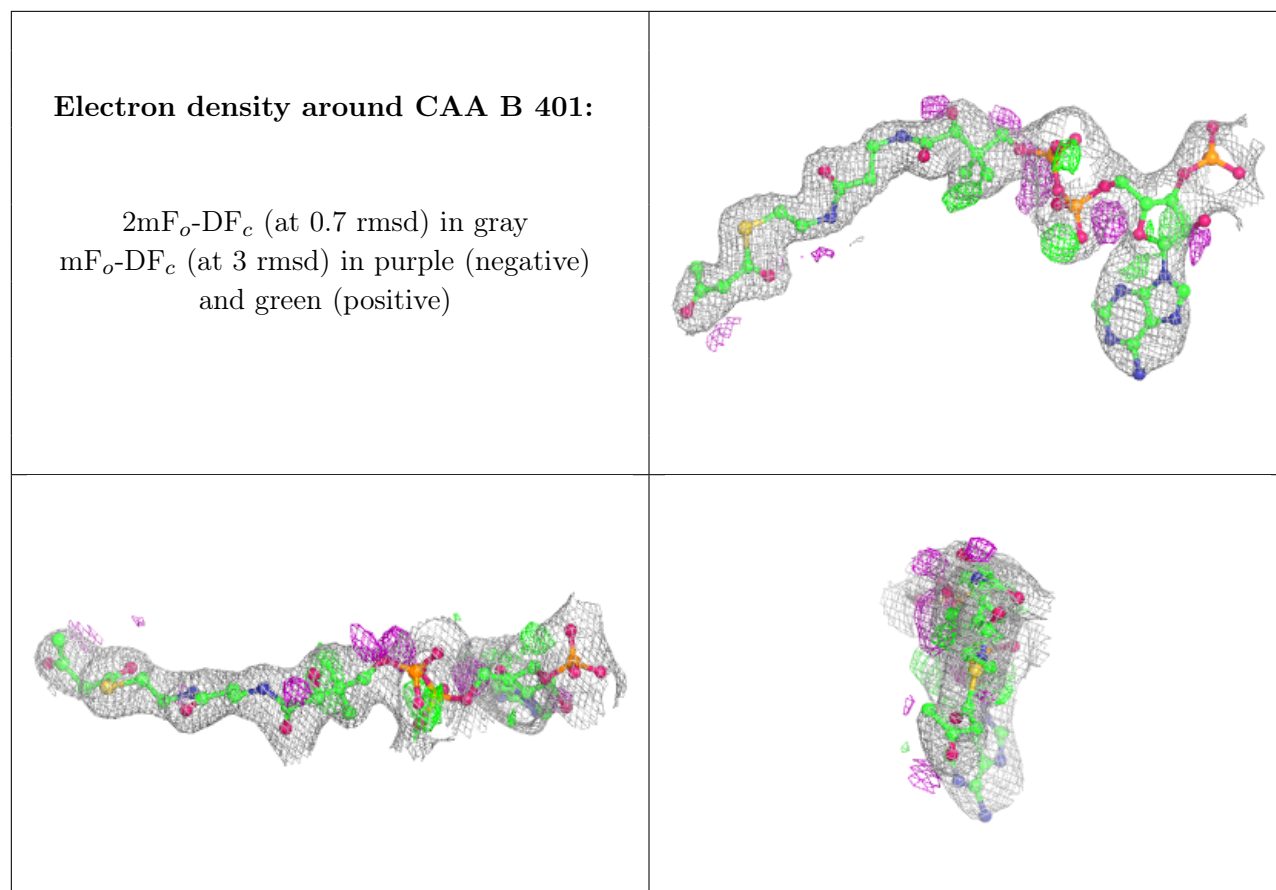 Electron density around CAA B 401:
2mFₒ-DF𝑐 (at 0.7 rmsd) in gray
mFₒ-DF𝑐 (at 3 rmsd) in purple (negative)
and green (positive)